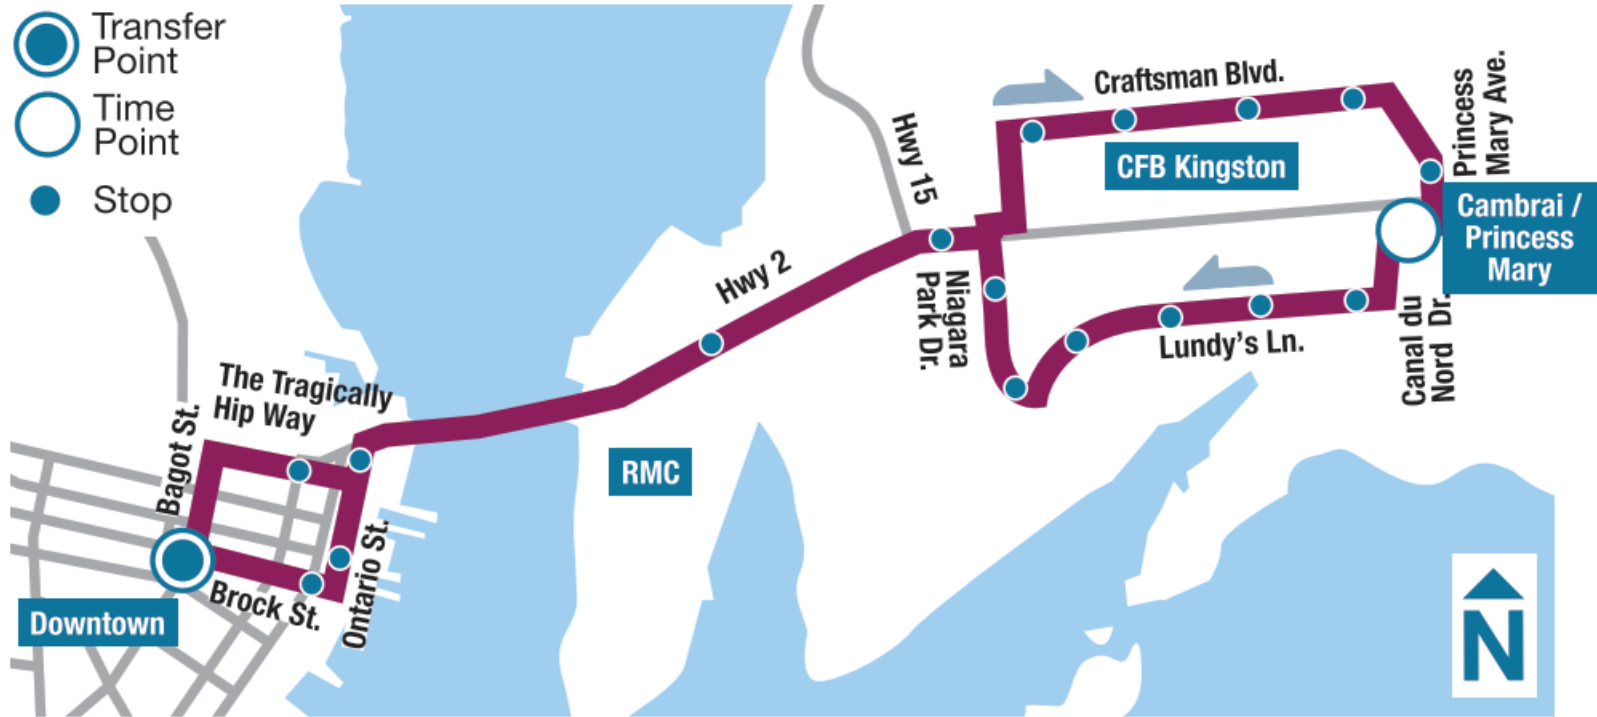 Transfer
Point
Time
Point
Stop
Craftsman Blvd.
Princess
Mary Ave.
Hwy 15
CFB Kingston
Cambrai /
Princess
Mary
Hwy 2
Niagara
Park Dr.
Lundy's Ln.
Canal du
Nord Dr.
The Tragically
Hip Way
Bagot St.
RMC
Ontario St.
Brock St.
Downtown
N